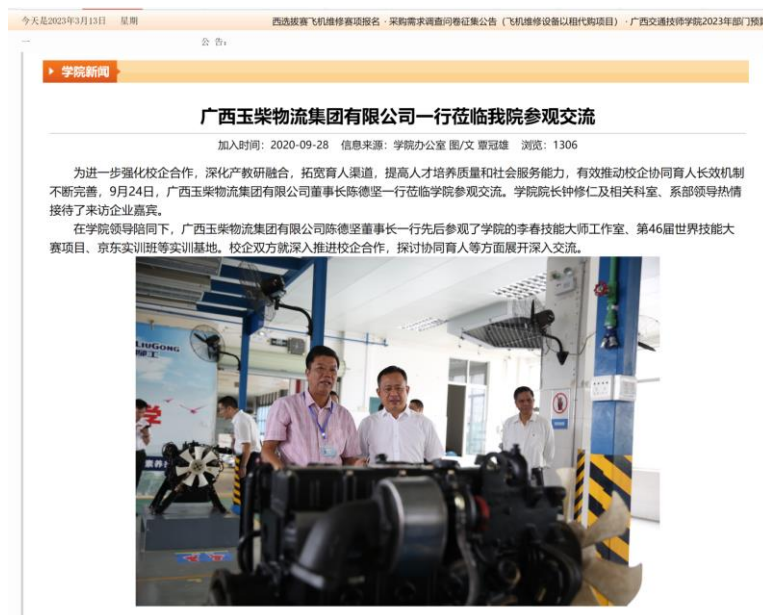 今天是2023年3月13日 星期一
公 告：
西选拔赛飞机维修赛项报名 · 采购需求调查问卷征集公告（飞机维修设备以租代购项目） · 广西交通技师学院2023年部门预
学院新闻
广西玉柴物流集团有限公司一行莅临我院参观交流
加入时间：2020-09-28 信息来源：学院办公室 图/文 覃冠雄 浏览：1306
为进一步强化校企合作，深化产教研融合，拓宽育人渠道，提高人才培养质量和社会服务能力，有效推动校企协同育人长效机制
不断完善，9月24日，广西玉柴物流集团有限公司董事长陈德坚一行莅临学院参观交流。学院院长钟修仁及相关科室、系部领导热情
接待了来访企业嘉宾。
在学院领导陪同下，广西玉柴物流集团有限公司陈德坚董事长一行先后参观了学院的李春技能大师工作室、第46届世界技能大
赛项目、京东实训班等实训基地。校企双方就深入推进校企合作，探讨协同育人等方面展开深入交流。
LIUGONG
学